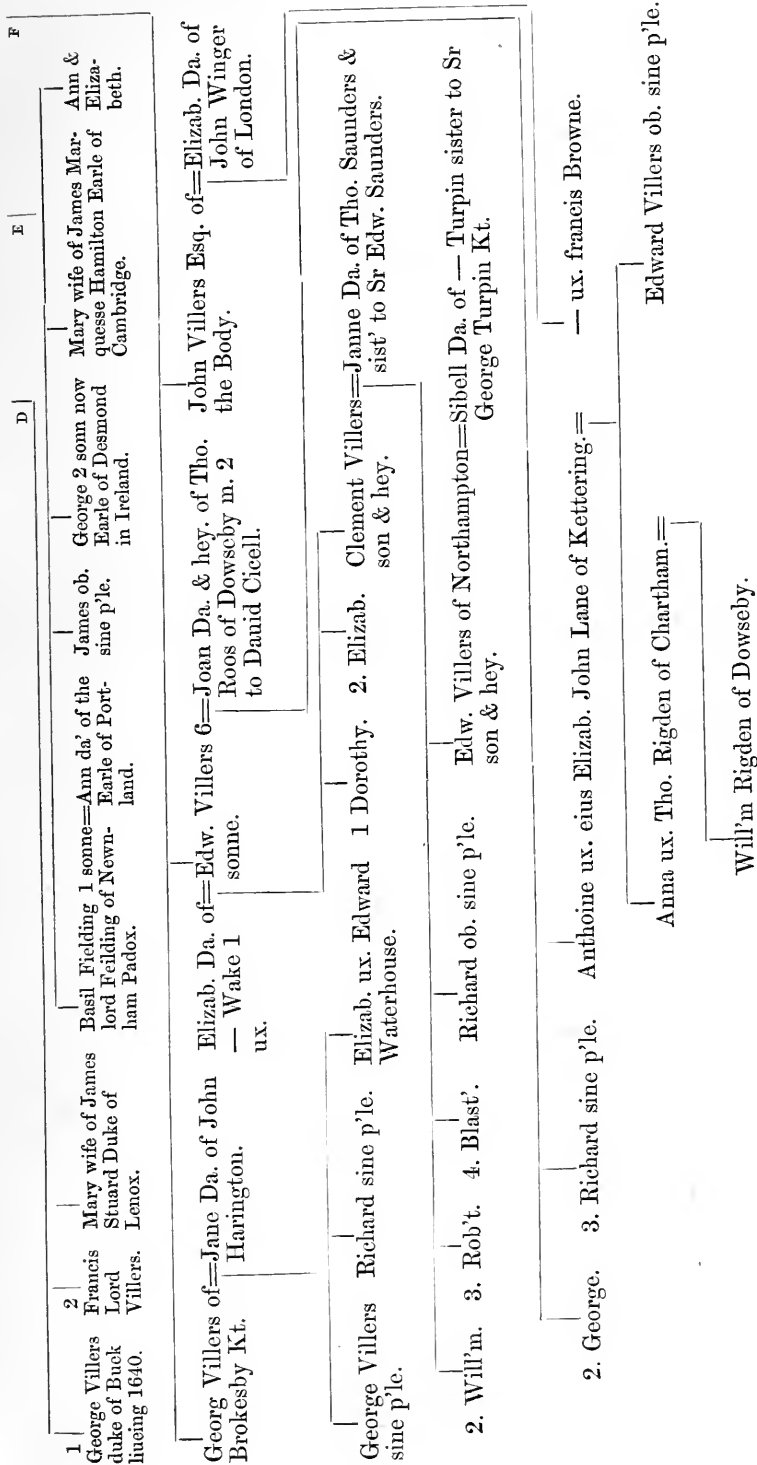 D
E
F
1
George Villers
duke of Buck
liueing 1640.
2
Francis
Lord
Villers.
Mary wife of James
Stuard Duke of
Lenox.
Basil Fielding 1 sonne=Ann da' of the
lord Feilding of Newn- Earle of Port-
ham Padox. land.
James ob.
sine p'le.
George 2 sonn now
Earle of Desmond
in Ireland.
Mary wife of James Mar-
quesse Hamilton Earle of
Cambridge.
Ann &
Eliza-
beth.
Georg Villers of=Jane Da. of John
Brokesby Kt. Harington.
Elizab. Da. of=Edw. Villers 6=Joan Da. & hey. of Tho.
— Wake 1 sonne. Roos of Dowseby m. 2
ux. to Dauid Cicell.
John Villers Esq. of=Elizab. Da. of
the Body. John Winger
of London.
George Villers
sine p'le.
Richard sine p'le.
Elizab. ux. Edward
Waterhouse.
1 Dorothy.
2. Elizab.
Clement Villers=Janne Da. of Tho. Saunders &
son & hey. sist' to Sr Edw. Saunders.
2. Will'm.
3. Rob't.
4. Blast'.
Richard ob. sine p'le.
Edw. Villers of Northampton=Sibell Da. of — Turpin sister to Sr
son & hey. George Turpin Kt.
2. George.
3. Richard sine p'le.
Anthoine ux. eius Elizab. John Lane of Kettering.=
— ux. francis Browne.
Anna ux. Tho. Rigden of Chartham.=
Edward Villers ob. sine p'le.
Will'm Rigden of Dowseby.